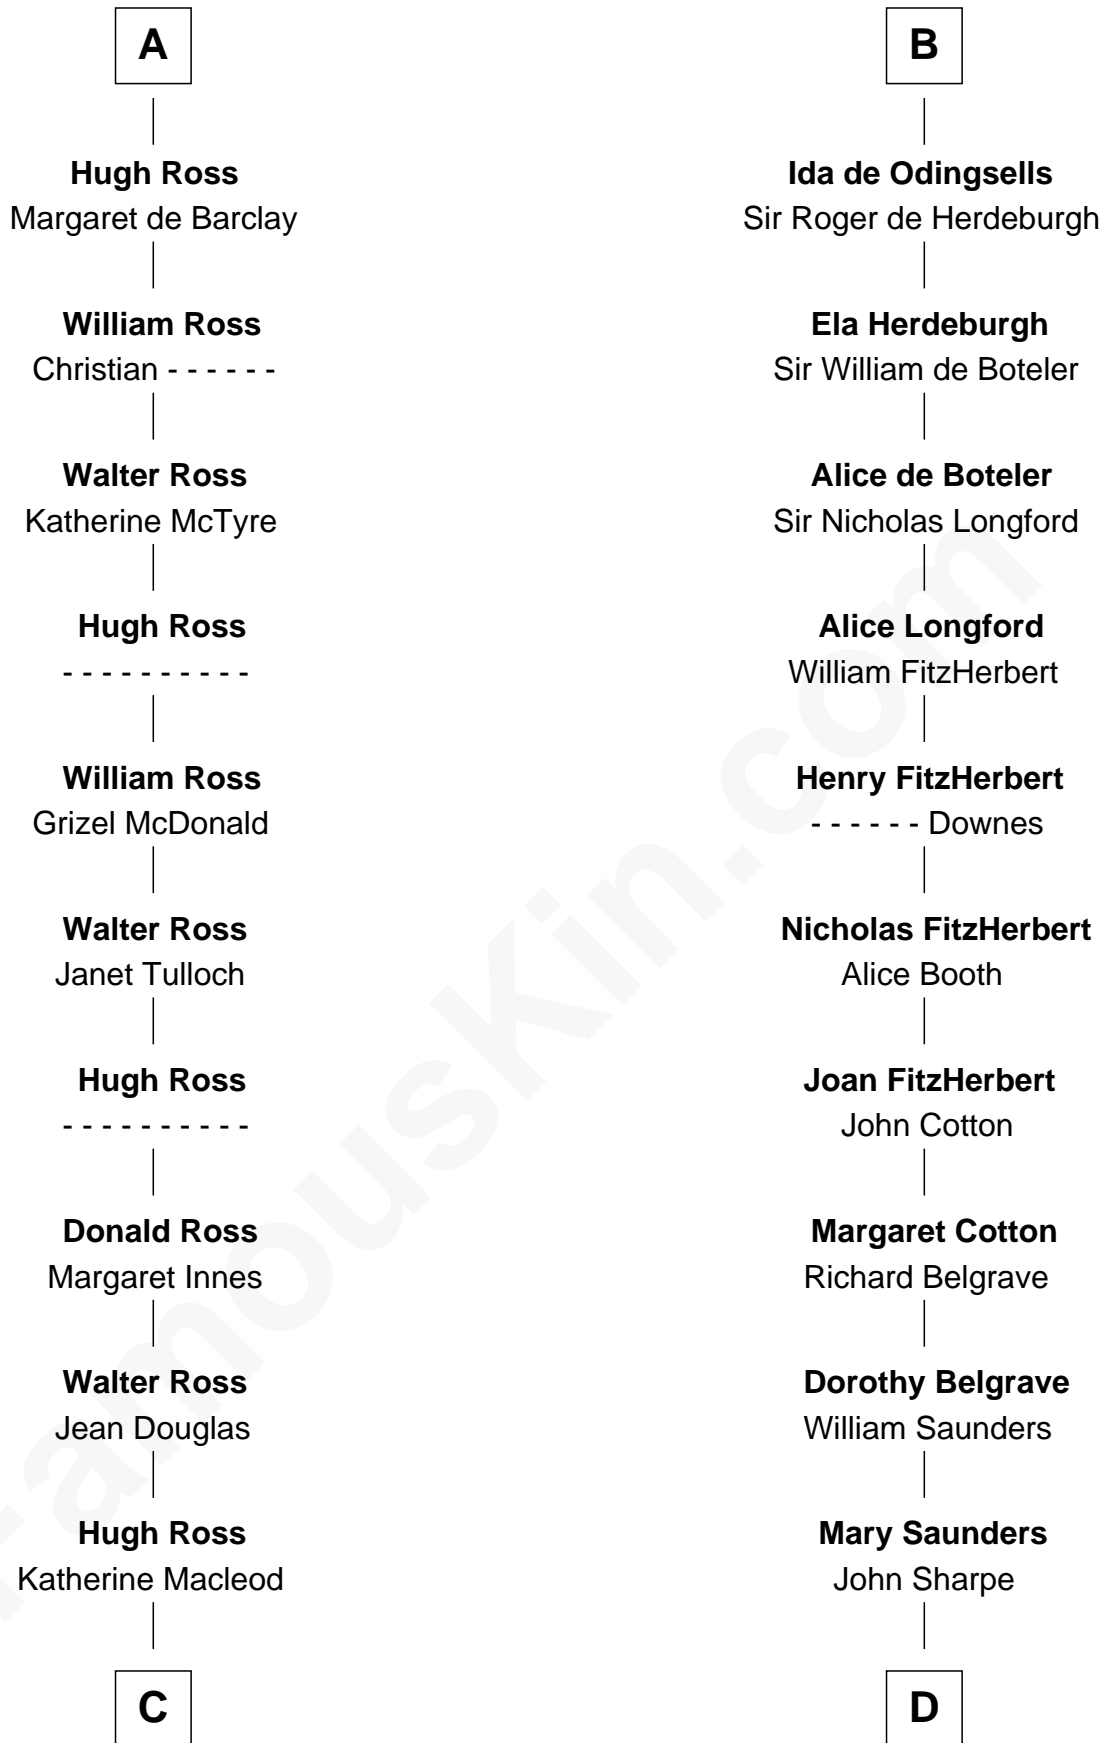 A
Hugh Ross
Margaret de Barclay
William Ross
Christian - - - - - -
Walter Ross
Katherine McTyre
Hugh Ross
- - - - - - - - - -
William Ross
Grizel McDonald
Walter Ross
Janet Tulloch
Hugh Ross
- - - - - - - - - -
Donald Ross
Margaret Innes
Walter Ross
Jean Douglas
Hugh Ross
Katherine Macleod
C
B
Ida de Odingsells
Sir Roger de Herdeburgh
Ela Herdeburgh
Sir William de Boteler
Alice de Boteler
Sir Nicholas Longford
Alice Longford
William FitzHerbert
Henry FitzHerbert
- - - - - - Downes
Nicholas FitzHerbert
Alice Booth
Joan FitzHerbert
John Cotton
Margaret Cotton
Richard Belgrave
Dorothy Belgrave
William Saunders
Mary Saunders
John Sharpe
D
FamousKin.com